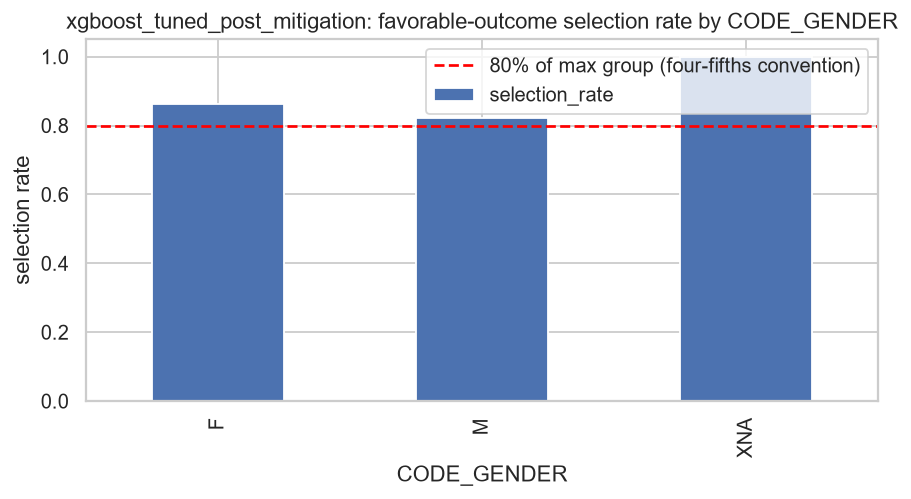 xgboost_tuned_post_mitigation: favorable-outcome selection rate by CODE_GENDER
80% of max group (four-fifths convention)
selection_rate
selection rate
1.0
0.8
0.6
0.4
0.2
0.0
F
M
XNA
CODE_GENDER